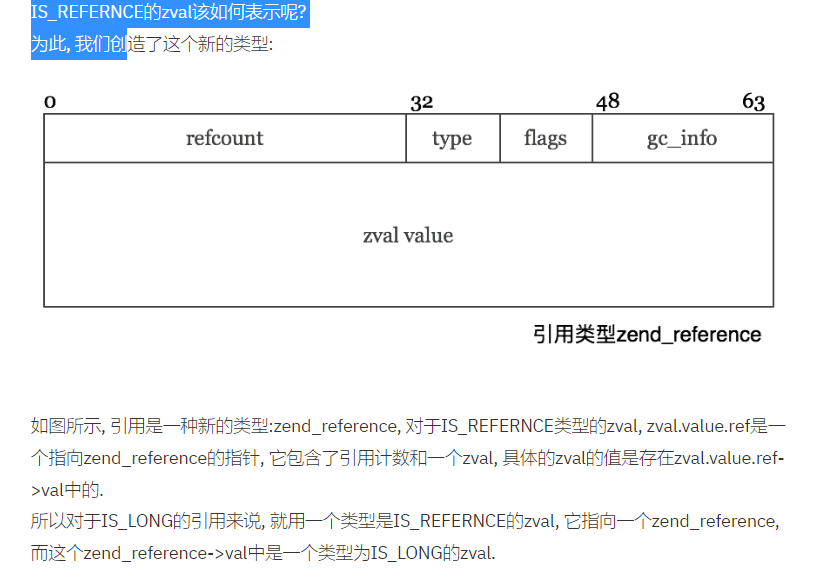 IS_REFERNCE的zval该如何表示呢?
为此, 我们创造了这个新的类型:
0 32 48 63
refcount type flags gc_info
zval value
引用类型zend_reference
如图所示, 引用是一种新的类型:zend_reference, 对于IS_REFERNCE类型的zval, zval.value.ref是一
个指向zend_reference的指针, 它包含了引用计数和一个zval, 具体的zval的值是存在zval.value.ref-
>val中的.
所以对于IS_LONG的引用来说, 就用一个类型是IS_REFERNCE的zval, 它指向一个zend_reference,
而这个zend_reference->val中是一个类型为IS_LONG的zval.